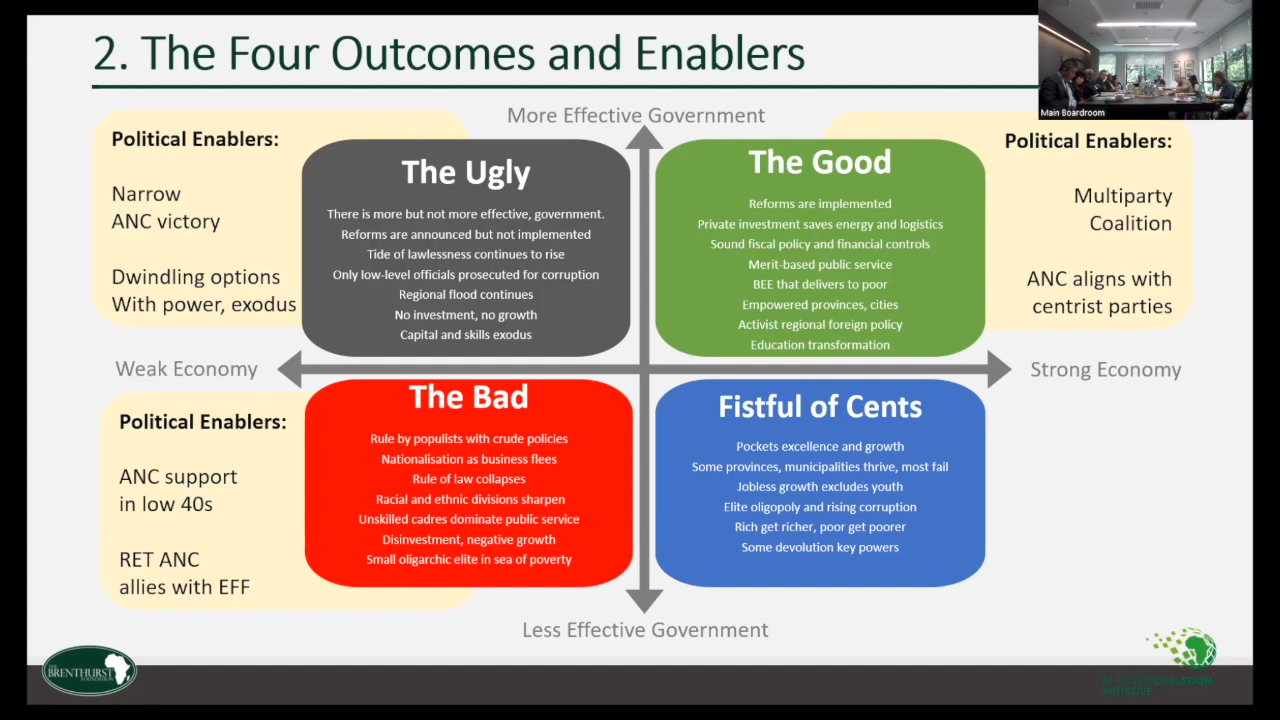 2. The Four Outcomes and Enablers
Main Boardroom
More Effective Government
Political Enablers:
Narrow
ANC victory
Dwindling options
With power, exodus
The Ugly
There is more but not more effective, government.
Reforms are announced but not implemented
Tide of lawlessness continues to rise
Only low-level officials prosecuted for corruption
Regional flood continues
No investment, no growth
Capital and skills exodus
The Good
Reforms are implemented
Private investment saves energy and logistics
Sound fiscal policy and financial controls
Merit-based public service
BEE that delivers to poor
Empowered provinces, cities
Activist regional foreign policy
Education transformation
Political Enablers:
Multiparty
Coalition
ANC aligns with
centrist parties
Weak Economy
Strong Economy
Political Enablers:
ANC support
in low 40s
RET ANC
allies with EFF
The Bad
Rule by populists with crude policies
Nationalisation as business flees
Rule of law collapses
Racial and ethnic divisions sharpen
Unskilled cadres dominate public service
Disinvestment, negative growth
Small oligarchic elite in sea of poverty
Fistful of Cents
Pockets excellence and growth
Some provinces, municipalities thrive, most fail
Jobless growth excludes youth
Elite oligopoly and rising corruption
Rich get richer, poor get poorer
Some devolution key powers
Less Effective Government
THE
BRENTHURST
FOUNDATION
IN TRANSFORMATION
INITIATIVE